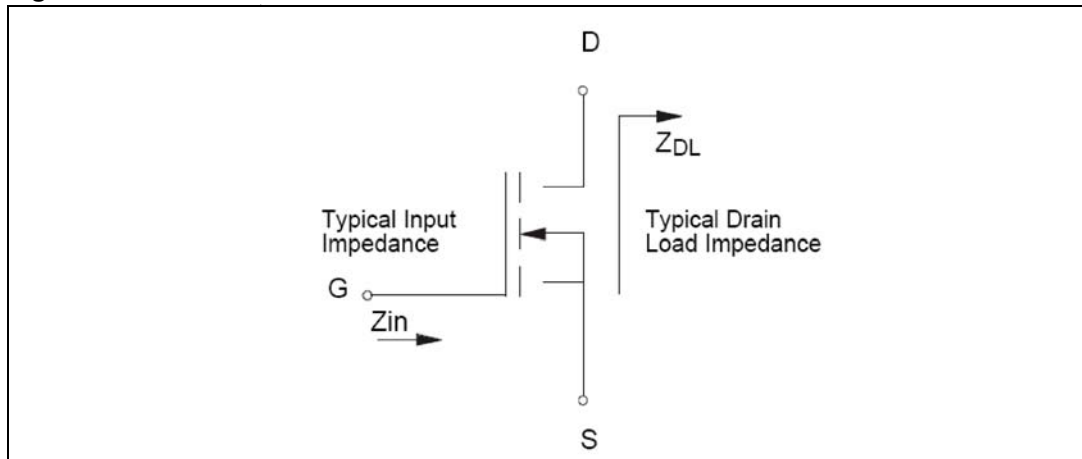 D
ZDL
Typical Input
Impedance
Typical Drain
Load Impedance
G
Zin
S